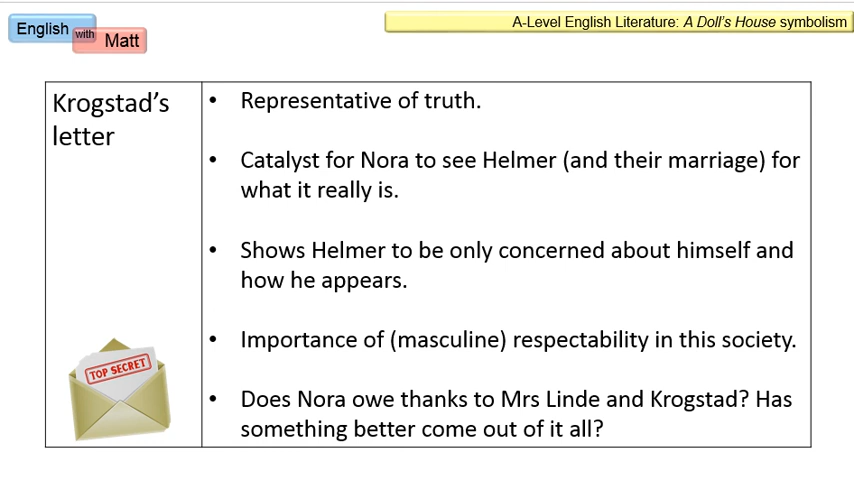 English
with
Matt
A-Level English Literature: A Doll's House symbolism
Krogstad's
letter
TOP SECRET
• Representative of truth.
• Catalyst for Nora to see Helmer (and their marriage) for
what it really is.
• Shows Helmer to be only concerned about himself and
how he appears.
• Importance of (masculine) respectability in this society.
• Does Nora owe thanks to Mrs Linde and Krogstad? Has
something better come out of it all?